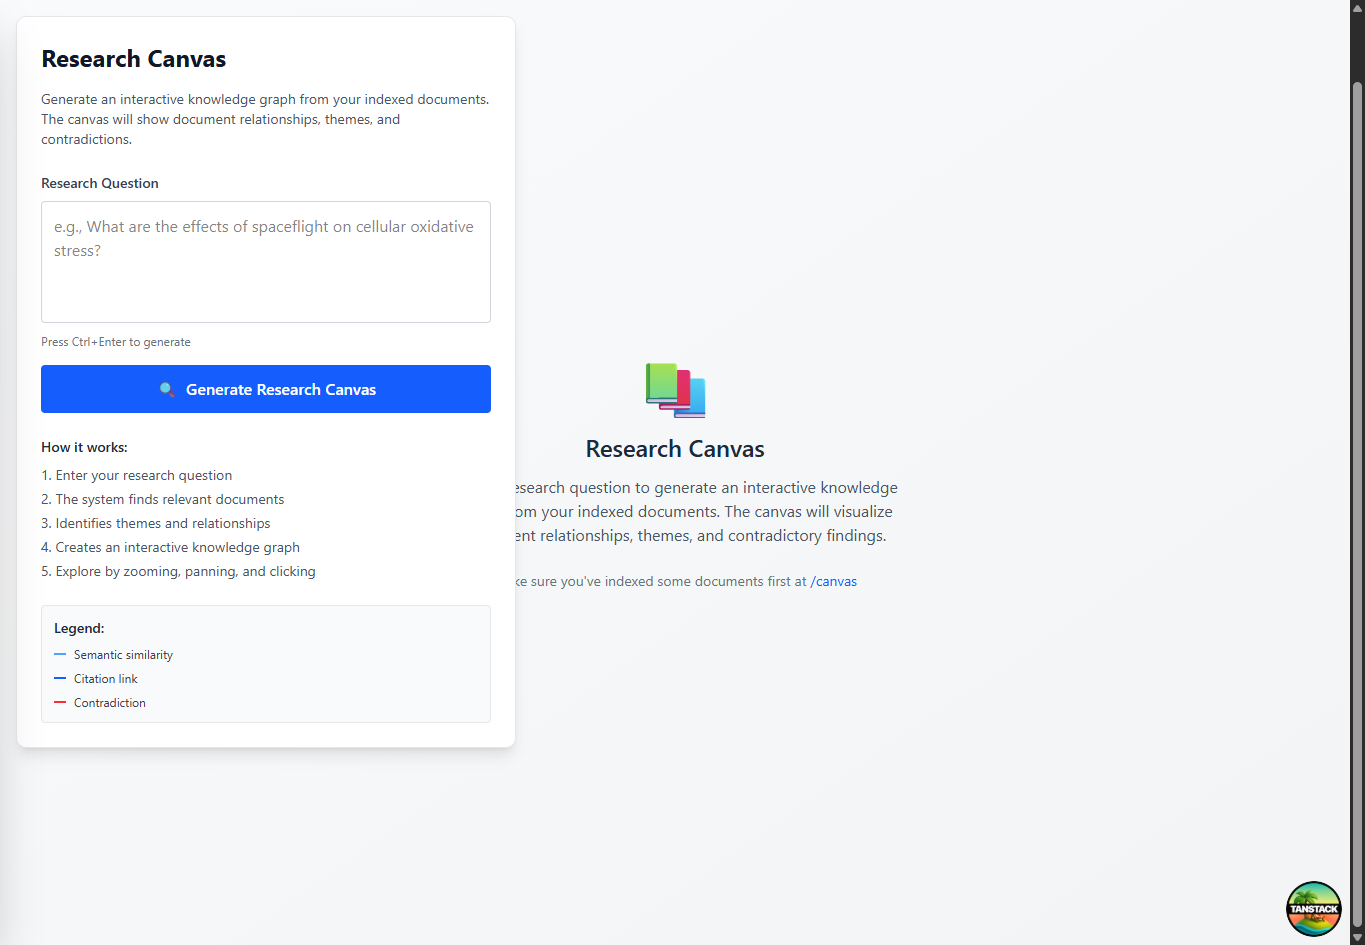 Research Canvas
Generate an interactive knowledge graph from your indexed documents.
The canvas will show document relationships, themes, and
contradictions.
Research Question
e.g., What are the effects of spaceflight on cellular oxidative
stress?
Press Ctrl+Enter to generate
Generate Research Canvas
How it works:
1. Enter your research question
2. The system finds relevant documents
3. Identifies themes and relationships
4. Creates an interactive knowledge graph
5. Explore by zooming, panning, and clicking
Legend:
Semantic similarity
Citation link
Contradiction
Research Canvas
esearch question to generate an interactive knowledge
om your indexed documents. The canvas will visualize
ent relationships, themes, and contradictory findings.
ke sure you've indexed some documents first at /canvas
TANSTACK